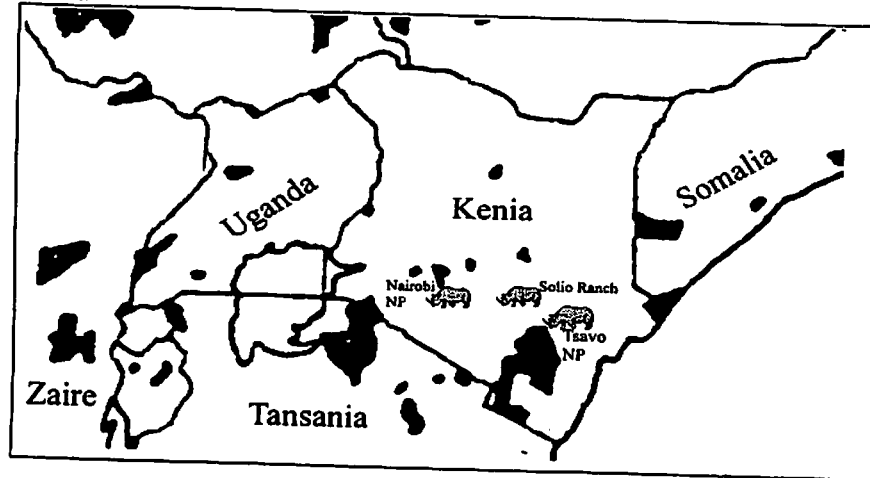 Somalia
Uganda
Kenia
Nairobi
NP
Solio Ranch
Tsavo
NP
Zaire
Tansania